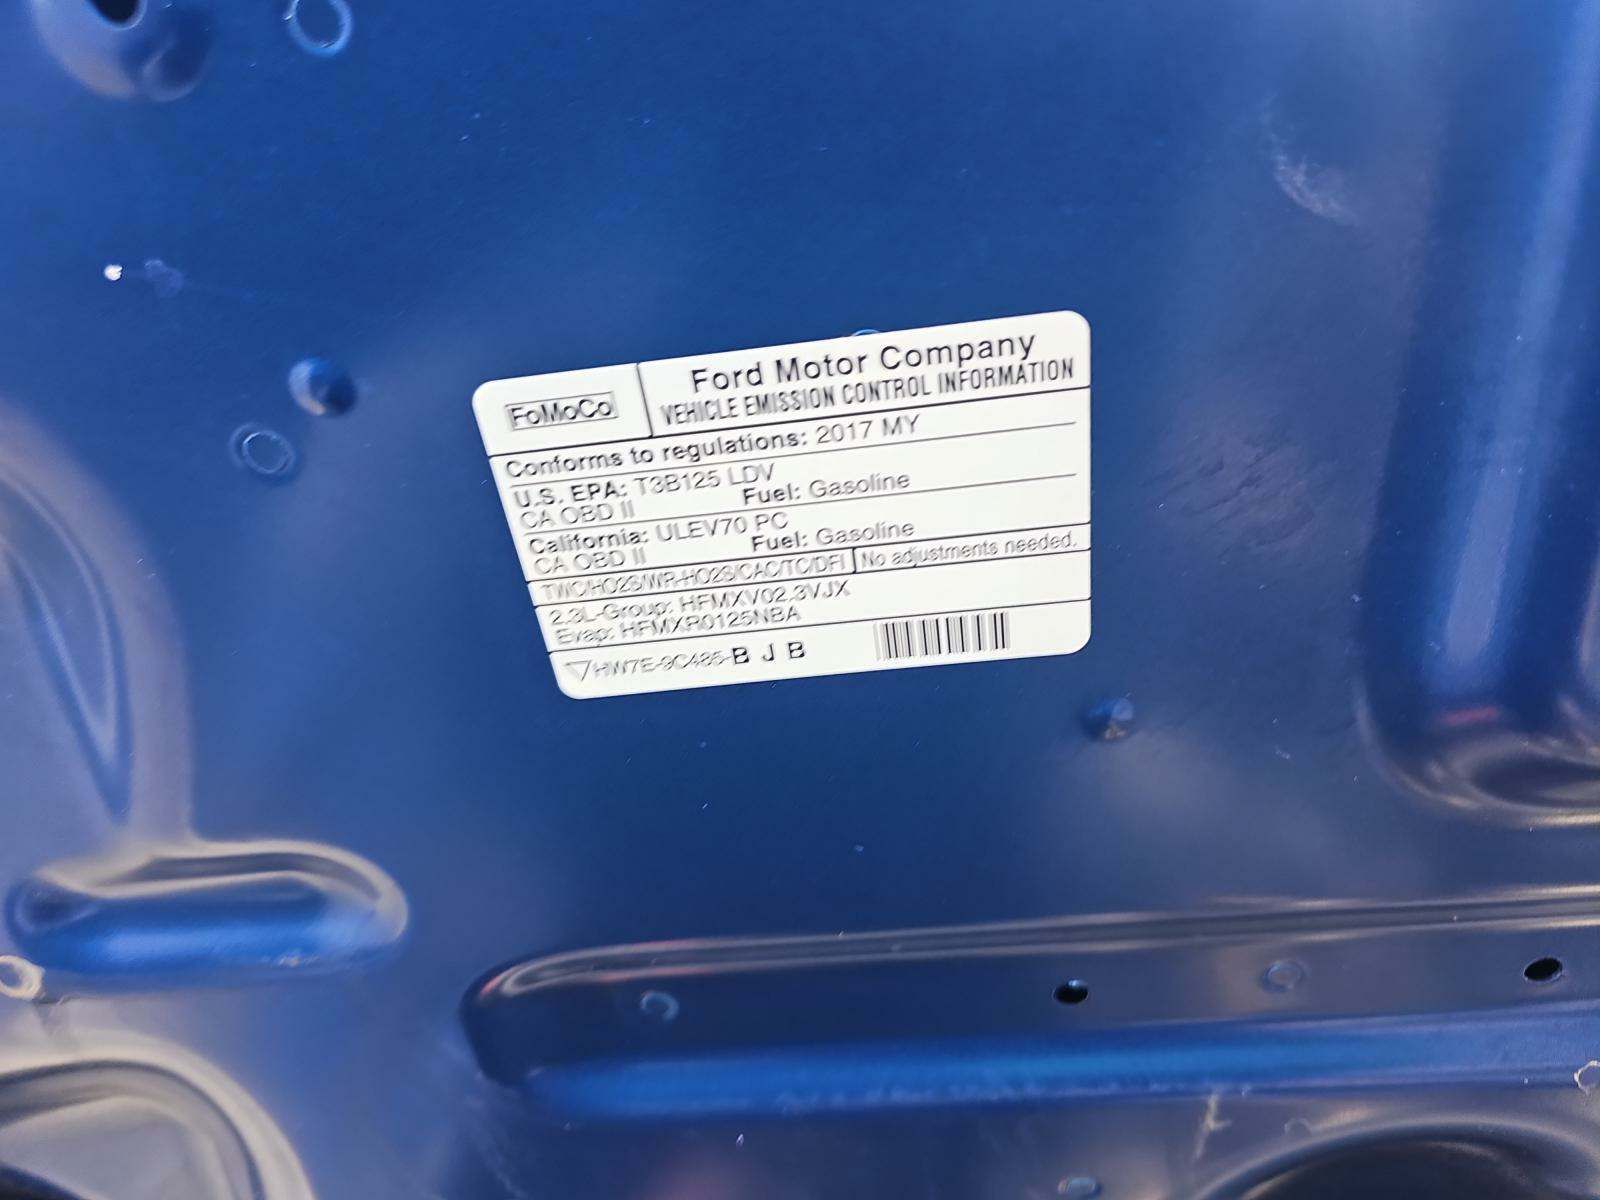 FoMoCo
Ford Motor Company
VEHICLE EMISSION CONTROL INFORMATION
Conforms to regulations: 2017 MY
U.S. EPA: T3B125 LDV
CA OBD II Fuel: Gasoline
California: ULEV70 PC
CA OBD II Fuel: Gasoline
TWC/HO2S/WR-HO2S/CAC/TC/DFI No adjustments needed.
2.3L-Group: HFMXV02.3VJX
Evap: HFMXR0125NBA
HW7E-9C485-B J B